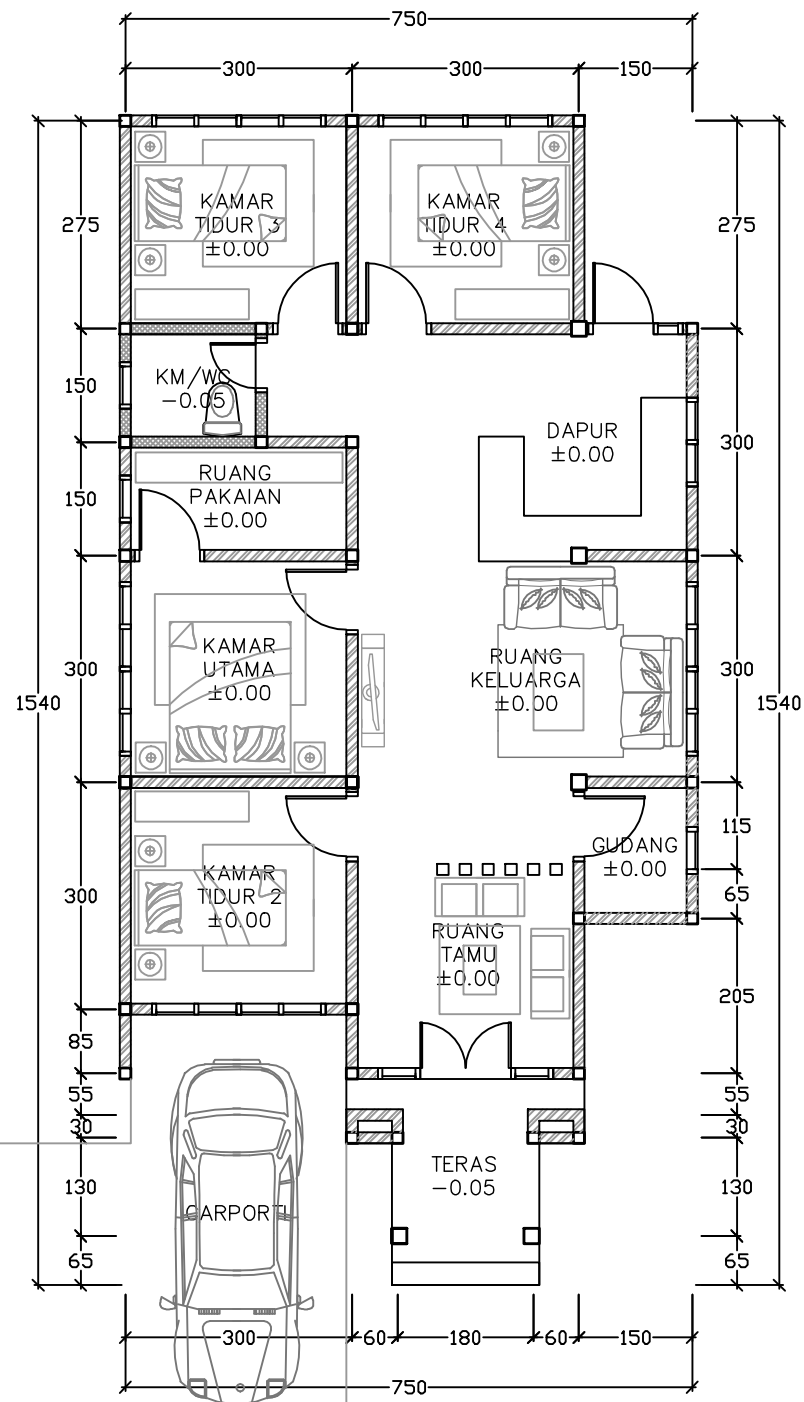 750
300
300
150
275
KAMAR
TIDUR 3
±0.00
KAMAR
TIDUR 4
±0.00
275
150
KM/WC
-0.05
DAPUR
±0.00
300
150
RUANG
PAKAIAN
±0.00
1540
300
KAMAR
UTAMA
±0.00
RUANG
KELUARGA
±0.00
300
1540
300
KAMAR
TIDUR 2
±0.00
GUDANG
±0.00
115
65
RUANG
TAMU
±0.00
205
85
55
30
55
30
130
TERAS
-0.05
130
CARPORT
65
65
300
60
180
60
150
750